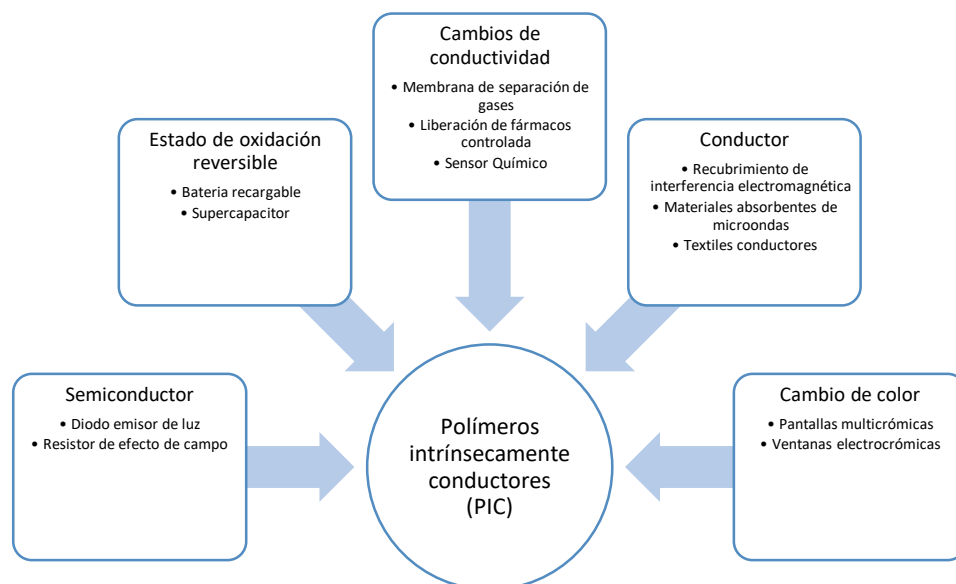 Cambios de
conductividad
• Membrana de separación de
gases
• Liberación de fármacos
controlada
• Sensor Químico
Estado de oxidación
reversible
• Bateria recargable
• Supercapacitor
Conductor
• Recubrimiento de
interferencia electromagnética
• Materiales absorbentes de
microondas
• Textiles conductores
Semiconductor
• Diodo emisor de luz
• Resistor de efecto de campo
Polímeros
intrínsecamente
conductores
(PIC)
Cambio de color
• Pantallas multicrómicas
• Ventanas electrocrómicas